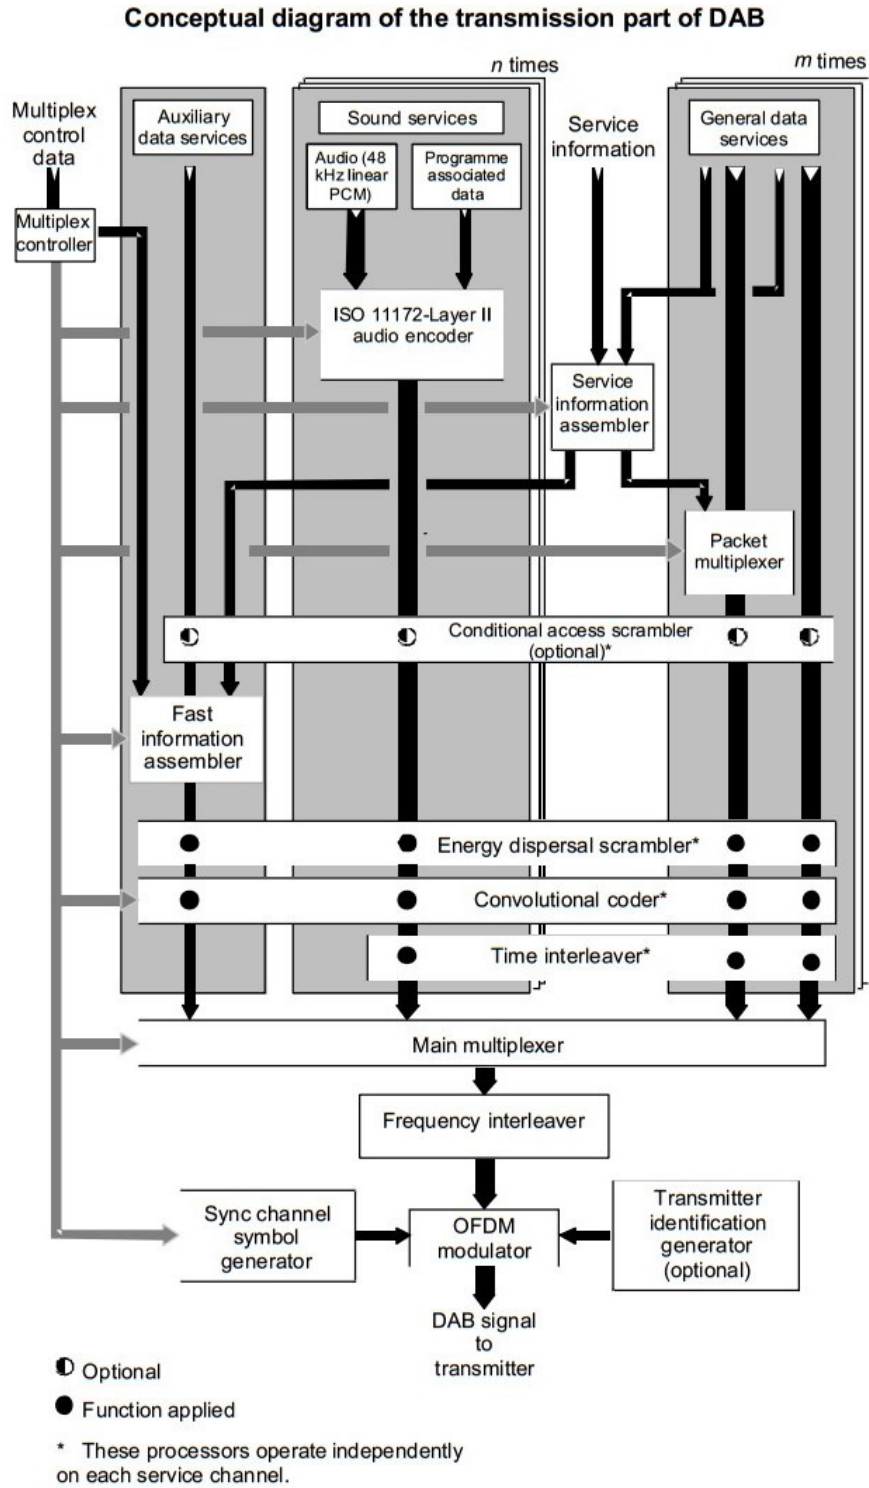 Conceptual diagram of the transmission part of DAB
n times
m times
Multiplex
control
data
Auxiliary
data services
Sound services
Service
information
General data
services
Audio (48
kHz linear
PCM)
Programme
associated
data
Multiplex
controller
ISO 11172-Layer II
audio encoder
Service
information
assembler
Packet
multiplexer
Conditional access scrambler
(optional)*
Fast
information
assembler
Energy dispersal scrambler*
Convolutional coder*
Time interleaver*
Main multiplexer
Frequency interleaver
Sync channel
symbol
generator
OFDM
modulator
Transmitter
identification
generator
(optional)
DAB signal
to
transmitter
Optional
Function applied
* These processors operate independently
on each service channel.